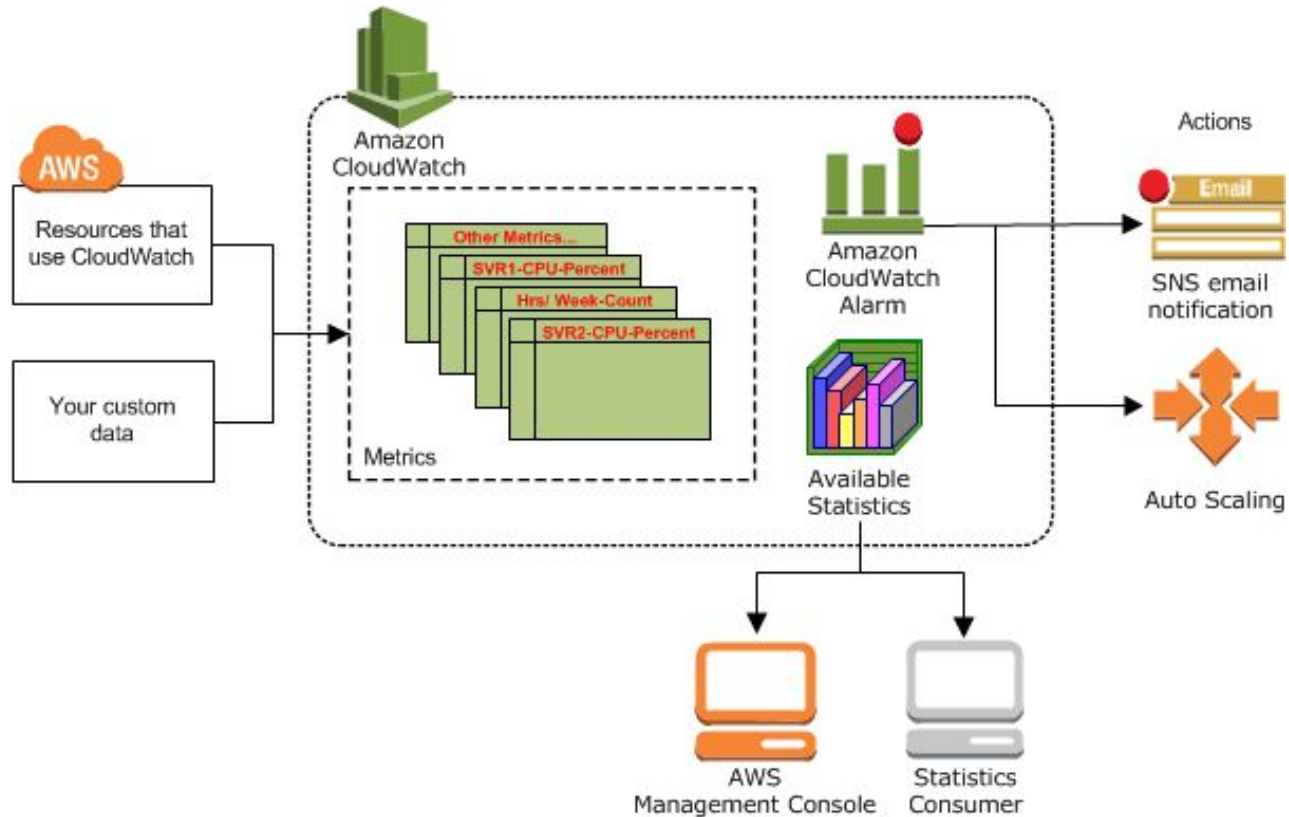 Amazon
CloudWatch
AWS
Resources that
use CloudWatch
Your custom
data
Other Metrics...
SVR1-CPU-Percent
Hrs/ Week-Count
SVR2-CPU-Percent
Metrics
Amazon
CloudWatch
Alarm
Available
Statistics
Actions
Email
SNS email
notification
Auto Scaling
AWS
Management Console
Statistics
Consumer